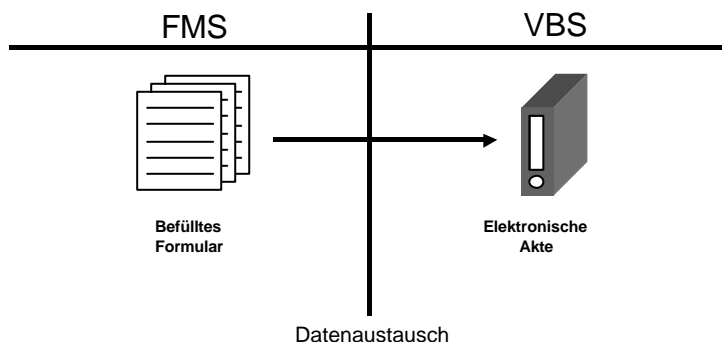 FMS
VBS
Befülltes
Formular
Elektronische
Akte
Datenaustausch